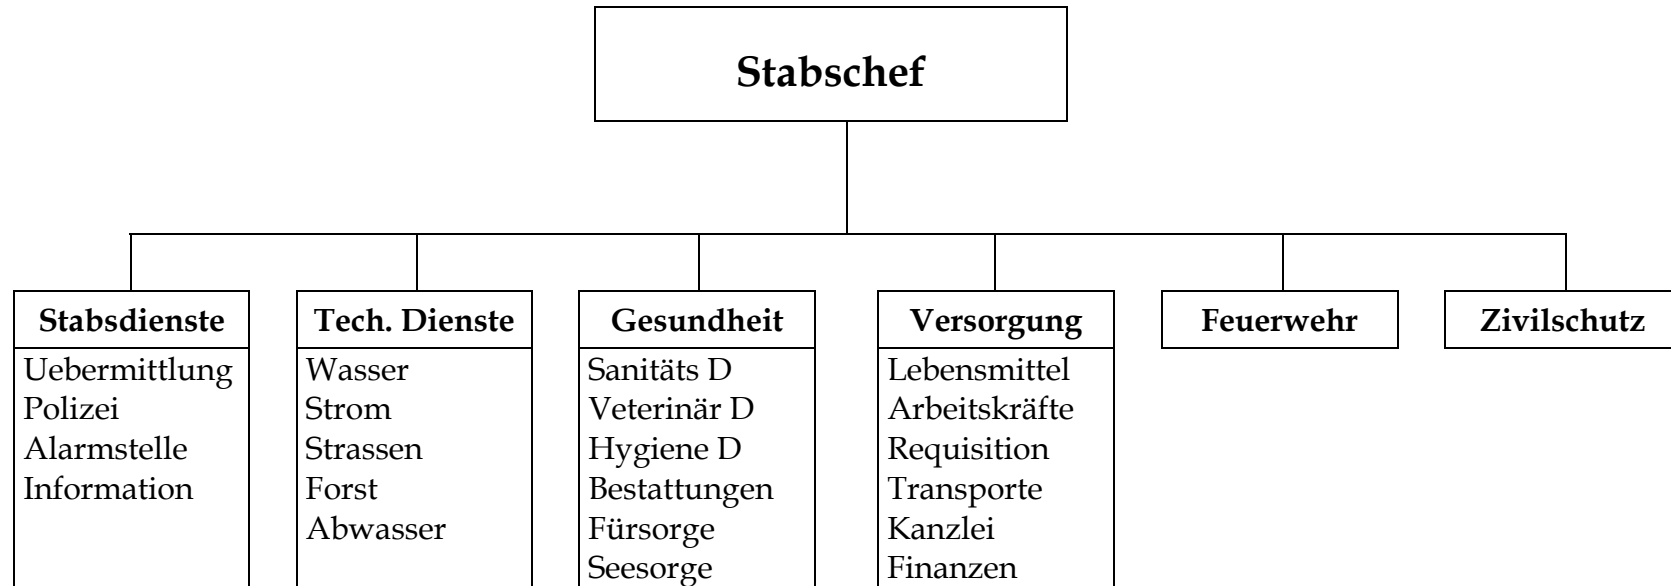 Stabschef
Stabsdienste
Uebermittlung
Polizei
Alarmstelle
Information
Tech. Dienste
Wasser
Strom
Strassen
Forst
Abwasser
Gesundheit
Sanitäts D
Veterinär D
Hygiene D
Bestattungen
Fürsorge
Seesorge
Versorgung
Lebensmittel
Arbeitskräfte
Requisition
Transporte
Kanzlei
Finanzen
Feuerwehr
Zivilschutz